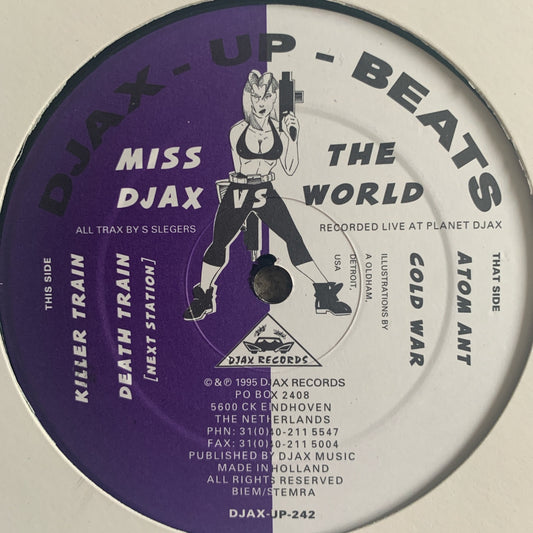 DJAX-UP-BEATS
MISS DJAX VS THE WORLD
ALL TRAX BY S SLEGERS
RECORDED LIVE AT PLANET DJAX
THIS SIDE
KILLER TRAIN
DEATH TRAIN
[NEXT STATION]
THAT SIDE
ATOM ANT
COLD WAR
ILLUSTRATIONS BY
A OLDHAM,
DETROIT,
USA
DJAX RECORDS
© & ℗ 1995 DJAX RECORDS
PO BOX 2408
5600 CK EINDHOVEN
THE NETHERLANDS
PHN: 31(0)40-211 5547
FAX: 31(0)40-211 5004
PUBLISHED BY DJAX MUSIC
MADE IN HOLLAND
ALL RIGHTS RESERVED
BIEM/STEMRA
DJAX-UP-242